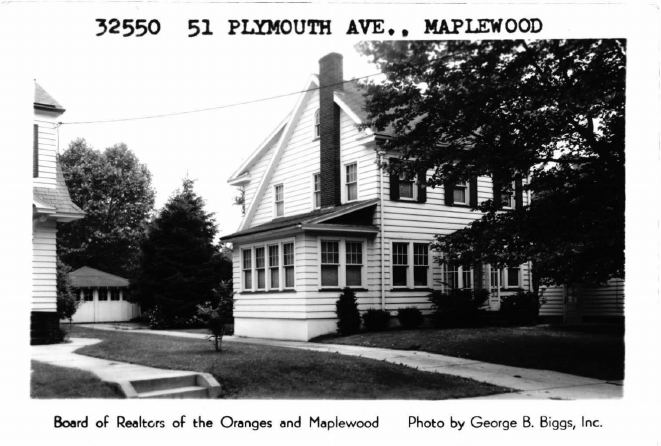 32550 51 PLYMOUTH AVE., MAPLEWOOD
Board of Realtors of the Oranges and Maplewood Photo by George B. Biggs, Inc.